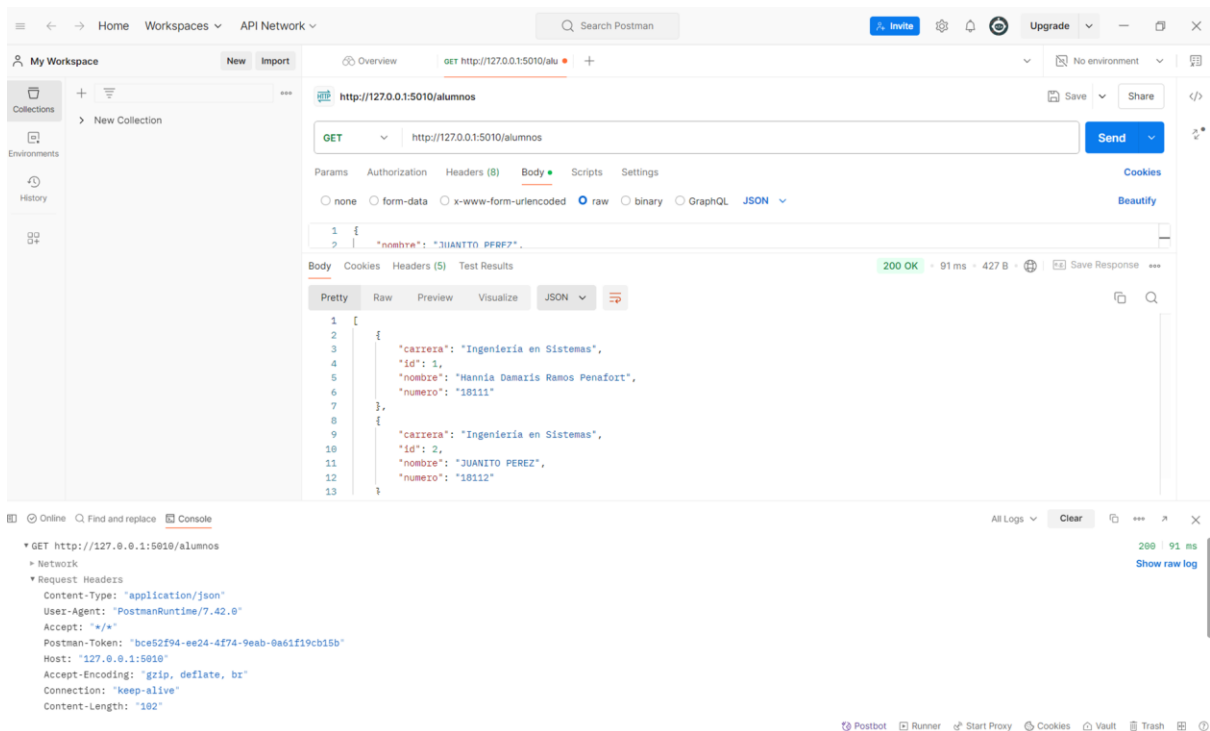 Home Workspaces API Network Search Postman Invite Upgrade
My Workspace New Import Overview GET http://127.0.0.1:5010/alu No environment
Collections
Environments
History
New Collection
HTTP http://127.0.0.1:5010/alumnos Save Share
GET http://127.0.0.1:5010/alumnos Send
Params Authorization Headers (8) Body Scripts Settings Cookies
none form-data x-www-form-urlencoded raw binary GraphQL JSON Beautify
1 {
2 "nombre": "JUANITO PEREZ",
Body Cookies Headers (5) Test Results 200 OK 91 ms 427 B Save Response
Pretty Raw Preview Visualize JSON
1 [
2 {
3 "carrera": "Ingeniería en Sistemas",
4 "id": 1,
5 "nombre": "Hannia Damaris Ramos Penafort",
6 "numero": "18111"
7 },
8 {
9 "carrera": "Ingeniería en Sistemas",
10 "id": 2,
11 "nombre": "JUANITO PEREZ",
12 "numero": "18112"
13 }
Online Find and replace Console All Logs Clear
GET http://127.0.0.1:5010/alumnos 200 91 ms
Network Show raw log
Request Headers
Content-Type: "application/json"
User-Agent: "PostmanRuntime/7.42.0"
Accept: "*/*"
Postman-Token: "bce52f94-ee24-4f74-9eab-0a61f19cb15b"
Host: "127.0.0.1:5010"
Accept-Encoding: "gzip, deflate, br"
Connection: "keep-alive"
Content-Length: "102"
Postbot Runner Start Proxy Cookies Vault Trash